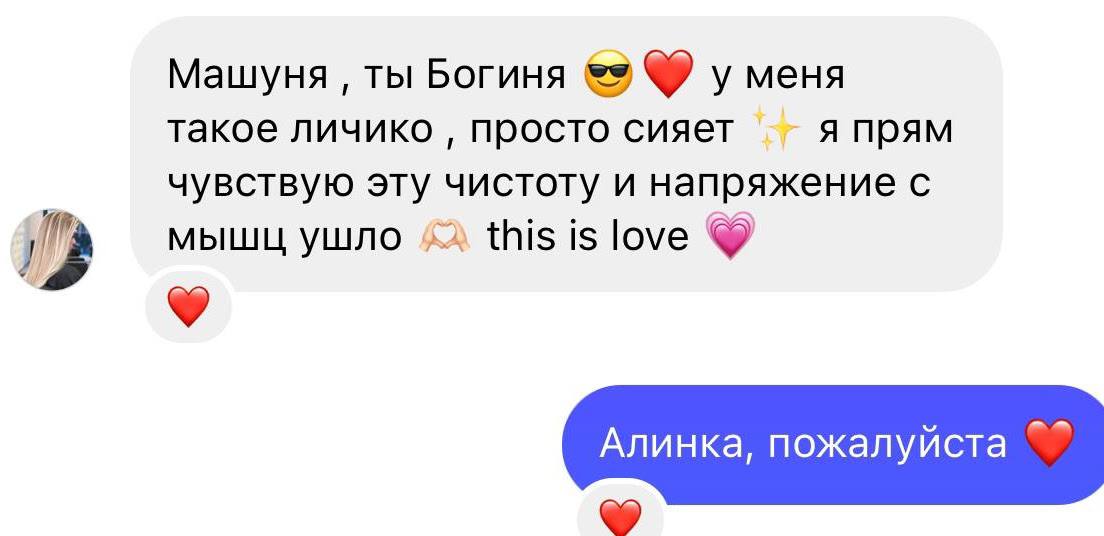 Машуня , ты Богиня 😎❤️ у меня
такое личико , просто сияет ✨ я прям
чувствую эту чистоту и напряжение с
мышц ушло 🫶🏻 this is love 💗
Алинка, пожалуйста ❤️